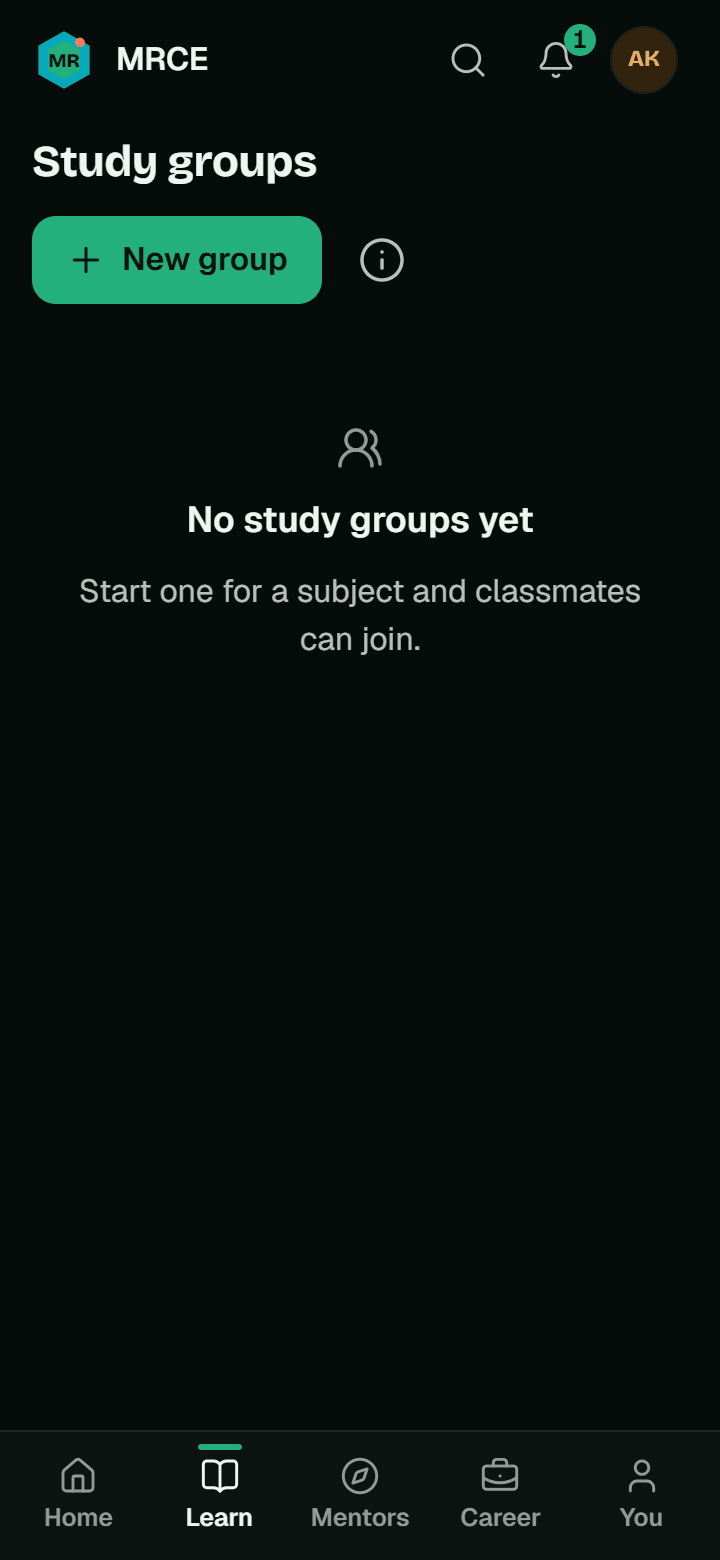 MR
MRCE
1
AK
Study groups
New group
No study groups yet
Start one for a subject and classmates
can join.
Home
Learn
Mentors
Career
You